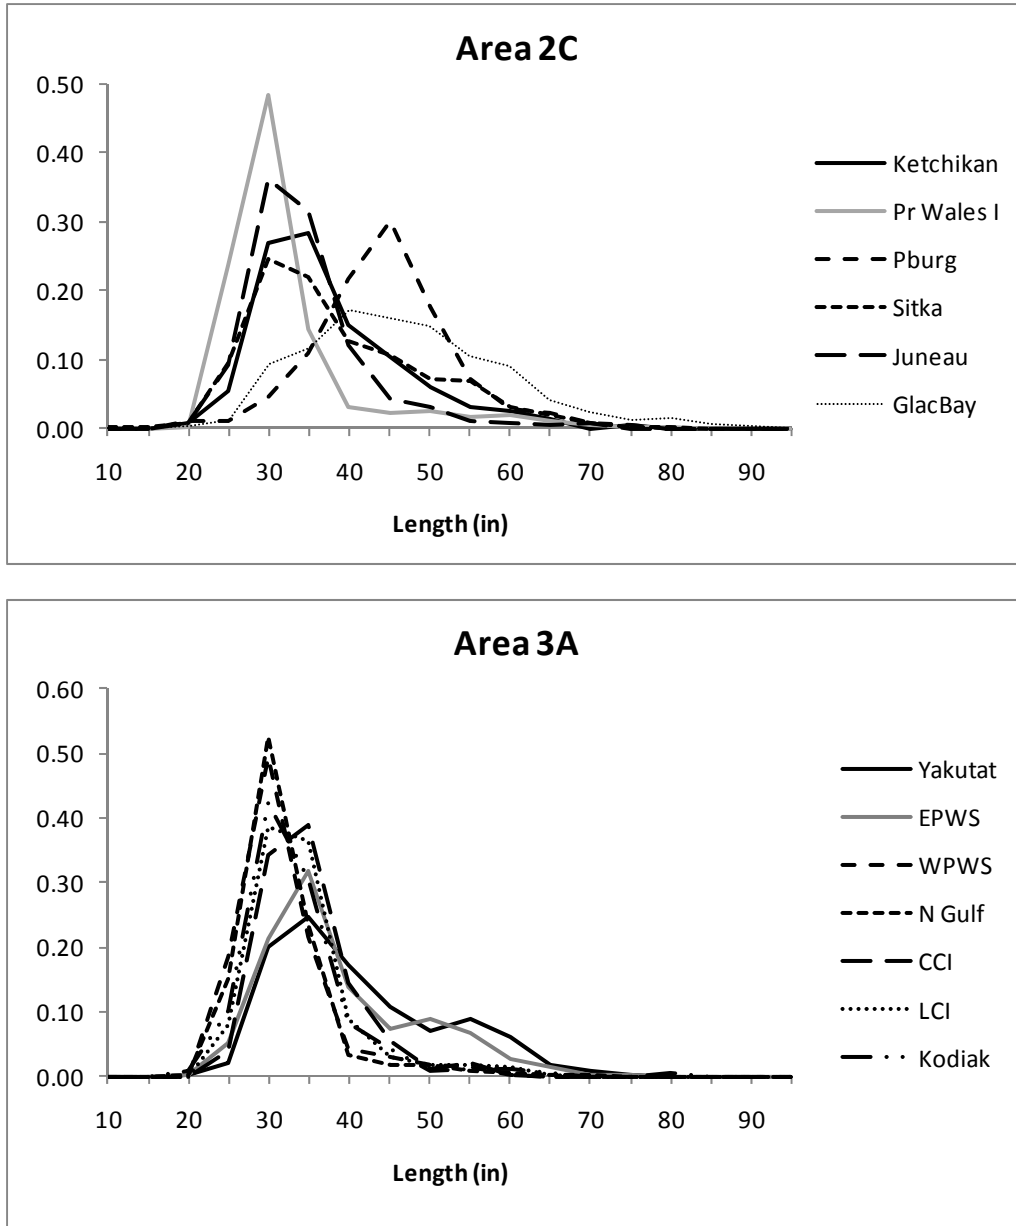 Area 2C
0.50
0.40
0.30
0.20
0.10
0.00
10 20 30 40 50 60 70 80 90
Length (in)
Ketchikan
Pr Wales I
Pburg
Sitka
Juneau
GlacBay
Area 3A
0.60
0.50
0.40
0.30
0.20
0.10
0.00
10 20 30 40 50 60 70 80 90
Length (in)
Yakutat
EPWS
WPWS
N Gulf
CCI
LCI
Kodiak